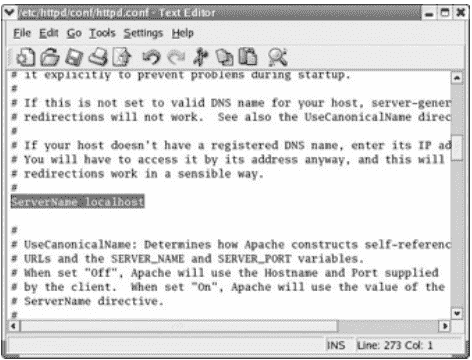 /etc/httpd/conf/httpd.conf - Text Editor
File Edit Go Tools Settings Help
# it explicitly to prevent problems during startup.
#
# If this is not set to valid DNS name for your host, server-gener
# redirections will not work. See also the UseCanonicalName direc
#
# If your host doesn't have a registered DNS name, enter its IP ad
# You will have to access it by its address anyway, and this will
# redirections work in a sensible way.
#
ServerName localhost
#
# UseCanonicalName: Determines how Apache constructs self-referenc
# URLs and the SERVER_NAME and SERVER_PORT variables.
# When set "Off", Apache will use the Hostname and Port supplied
# by the client. When set "On", Apache will use the value of the
# ServerName directive.
#
INS Line: 273 Col: 1